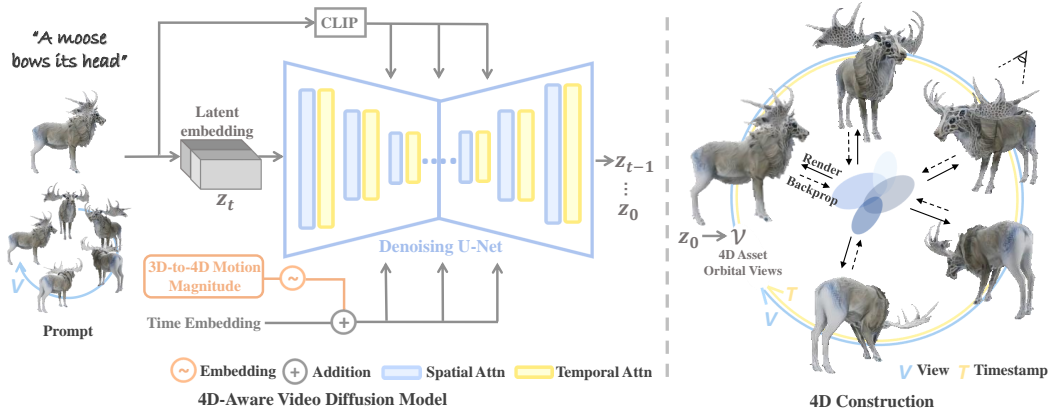 "A moose
bows its head"
CLIP
Latent
embedding
z_t
z_{t-1}
⋮
z_0
Denoising U-Net
3D-to-4D Motion
Magnitude
~
V
Prompt
Time Embedding
+
~ Embedding + Addition Spatial Attn Temporal Attn
4D-Aware Video Diffusion Model
Render
Backprop
z_0 → 𝒱
4D Asset
Orbital Views
T
V
V View T Timestamp
4D Construction